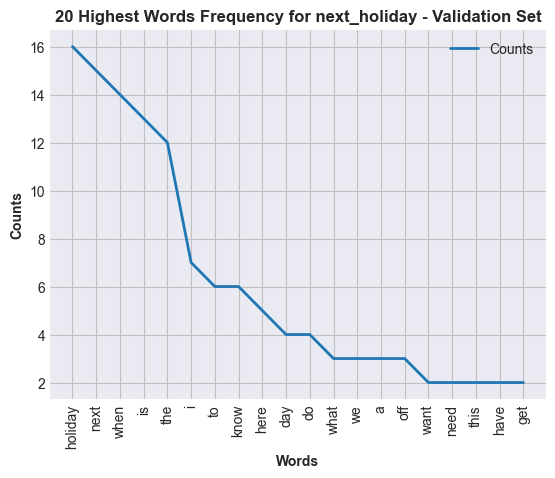 20 Highest Words Frequency for next_holiday - Validation Set
Counts
16
14
12
10
8
6
4
2
Counts
holiday
next
when
is
the
i
to
know
here
day
do
what
we
a
off
want
need
this
have
get
Words